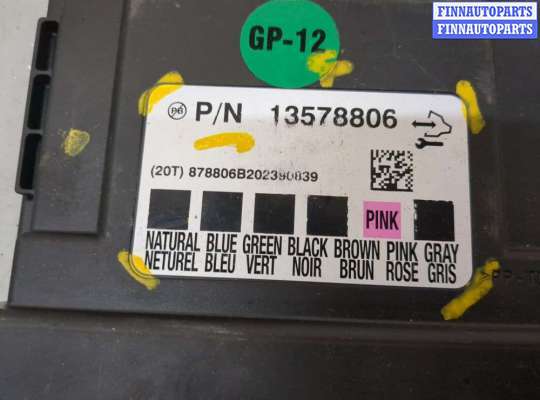 FINNAUTOPARTS
FINNAUTOPARTS
GP-12
P/N 13578806
(20T) 878806B202390839
PINK
NATURAL BLUE GREEN BLACK BROWN PINK GRAY
NETUREL BLEU VERT NOIR BRUN ROSE GRIS